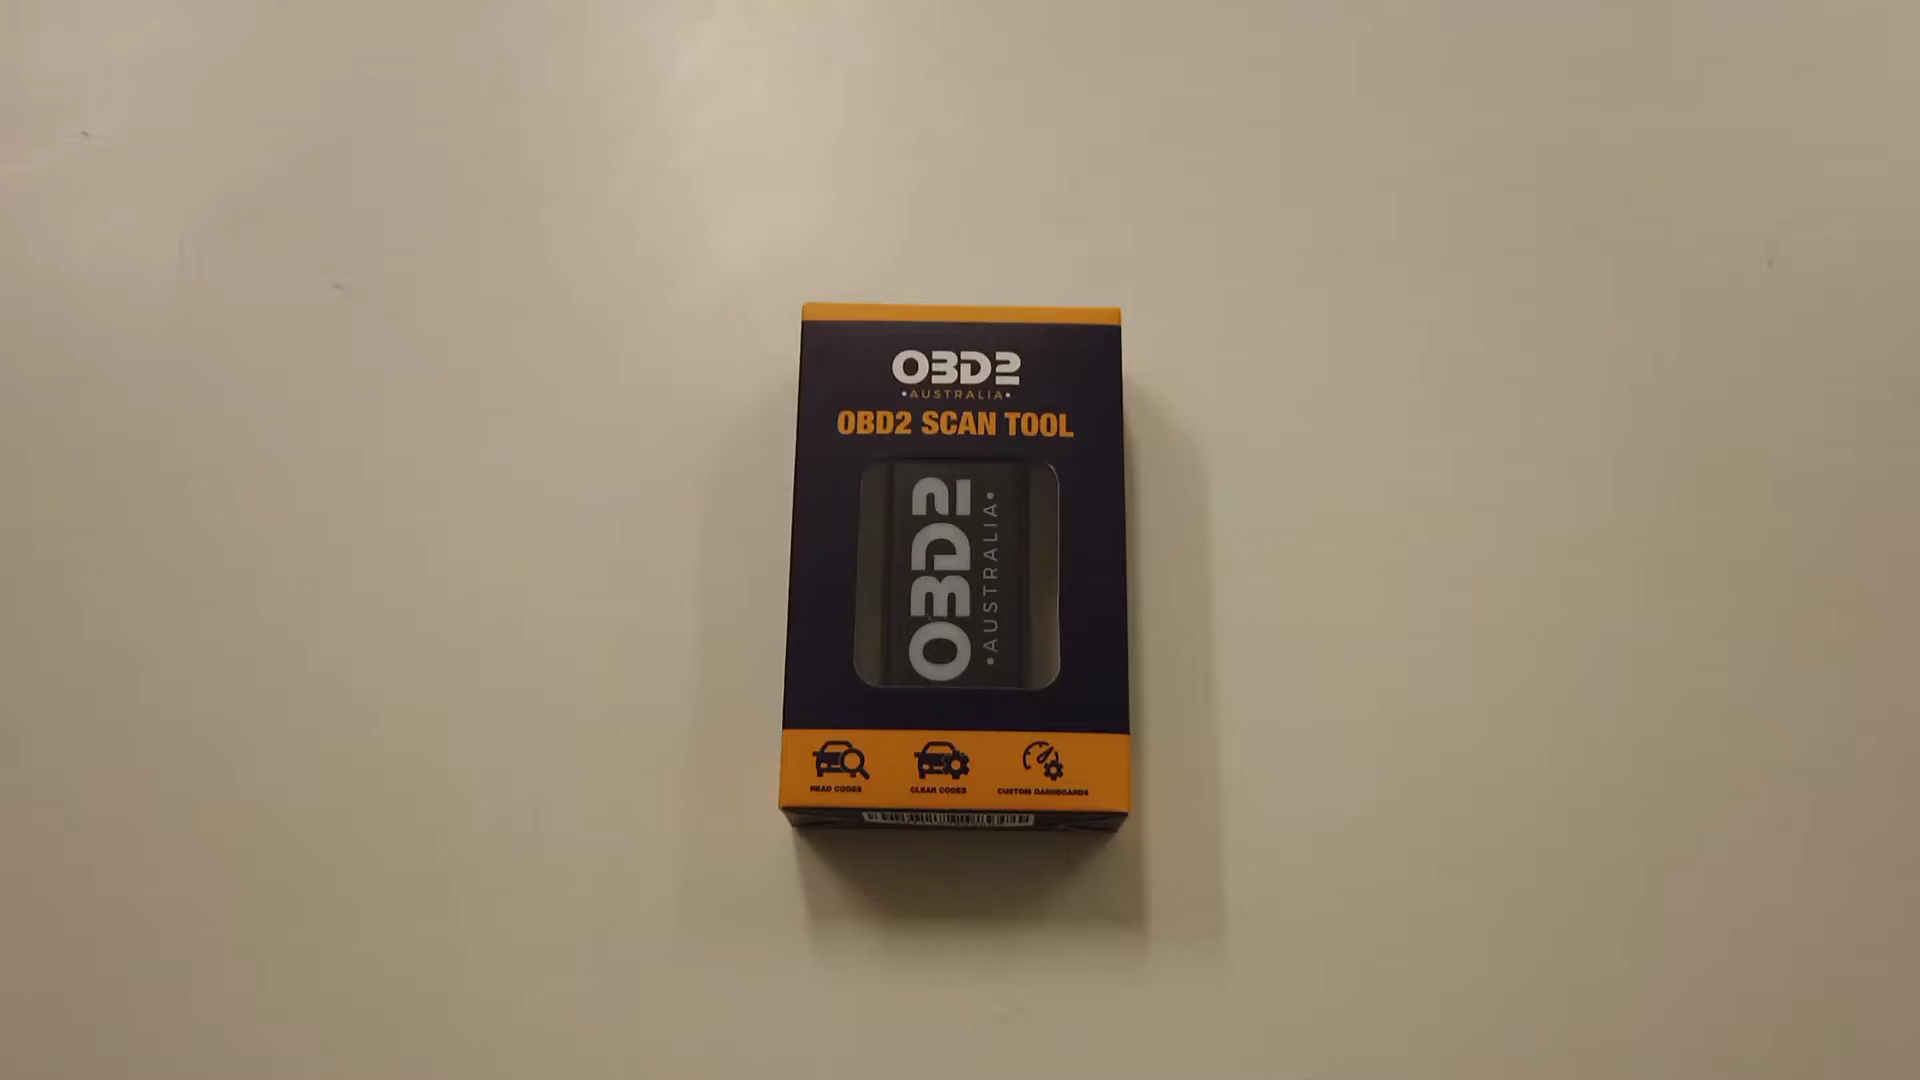 OBD2
•AUSTRALIA•
OBD2 SCAN TOOL
OBD2
•AUSTRALIA•
READ CODES
CLEAR CODES
CUSTOM DASHBOARDS